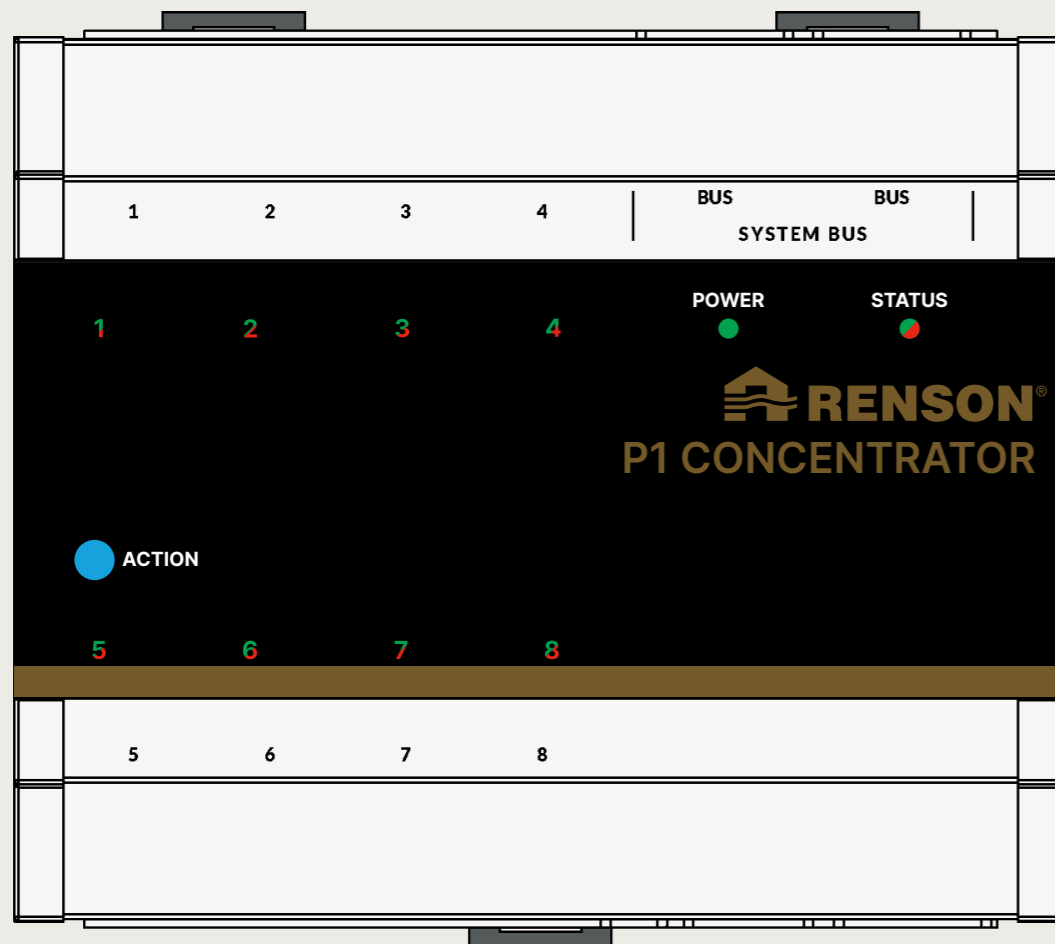 1 2 3 4 BUS BUS
SYSTEM BUS
POWER STATUS
1 2 3 4
RENSON®
P1 CONCENTRATOR
ACTION
5 6 7 8
5 6 7 8